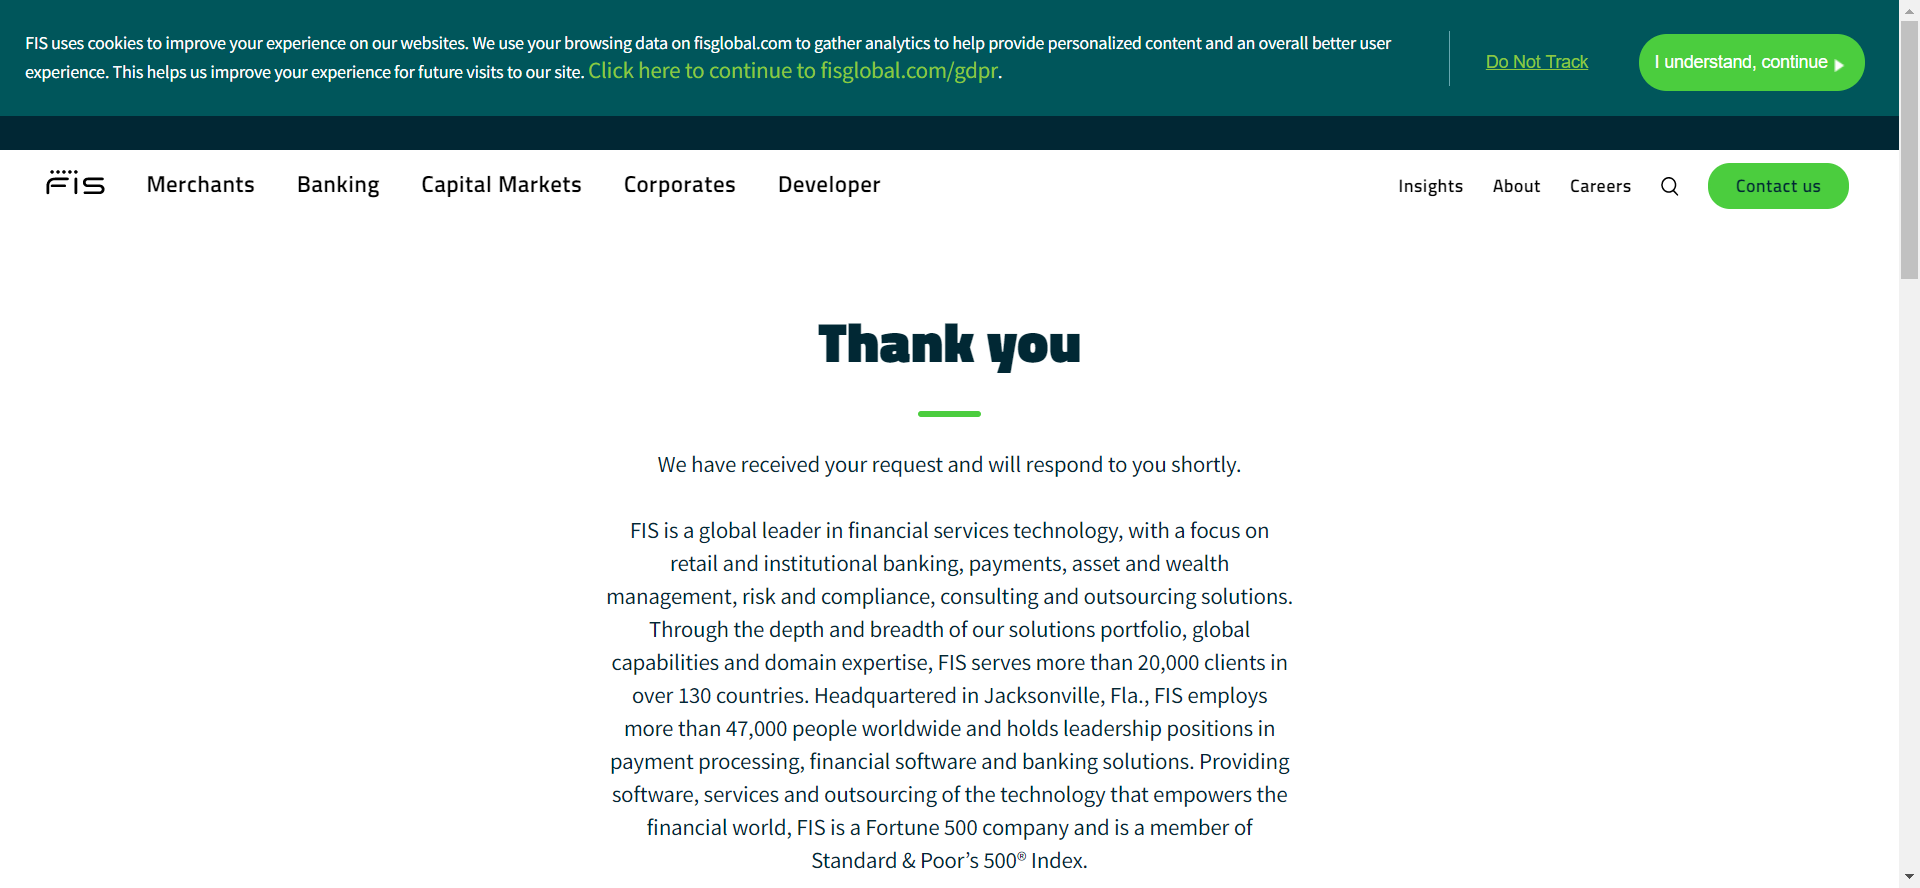 FIS uses cookies to improve your experience on our websites. We use your browsing data on fisglobal.com to gather analytics to help provide personalized content and an overall better user
experience. This helps us improve your experience for future visits to our site. Click here to continue to fisglobal.com/gdpr.
Do Not Track
I understand, continue
FIS
Merchants
Banking
Capital Markets
Corporates
Developer
Insights
About
Careers
Contact us
Thank you
We have received your request and will respond to you shortly.
FIS is a global leader in financial services technology, with a focus on
retail and institutional banking, payments, asset and wealth
management, risk and compliance, consulting and outsourcing solutions.
Through the depth and breadth of our solutions portfolio, global
capabilities and domain expertise, FIS serves more than 20,000 clients in
over 130 countries. Headquartered in Jacksonville, Fla., FIS employs
more than 47,000 people worldwide and holds leadership positions in
payment processing, financial software and banking solutions. Providing
software, services and outsourcing of the technology that empowers the
financial world, FIS is a Fortune 500 company and is a member of
Standard & Poor’s 500® Index.